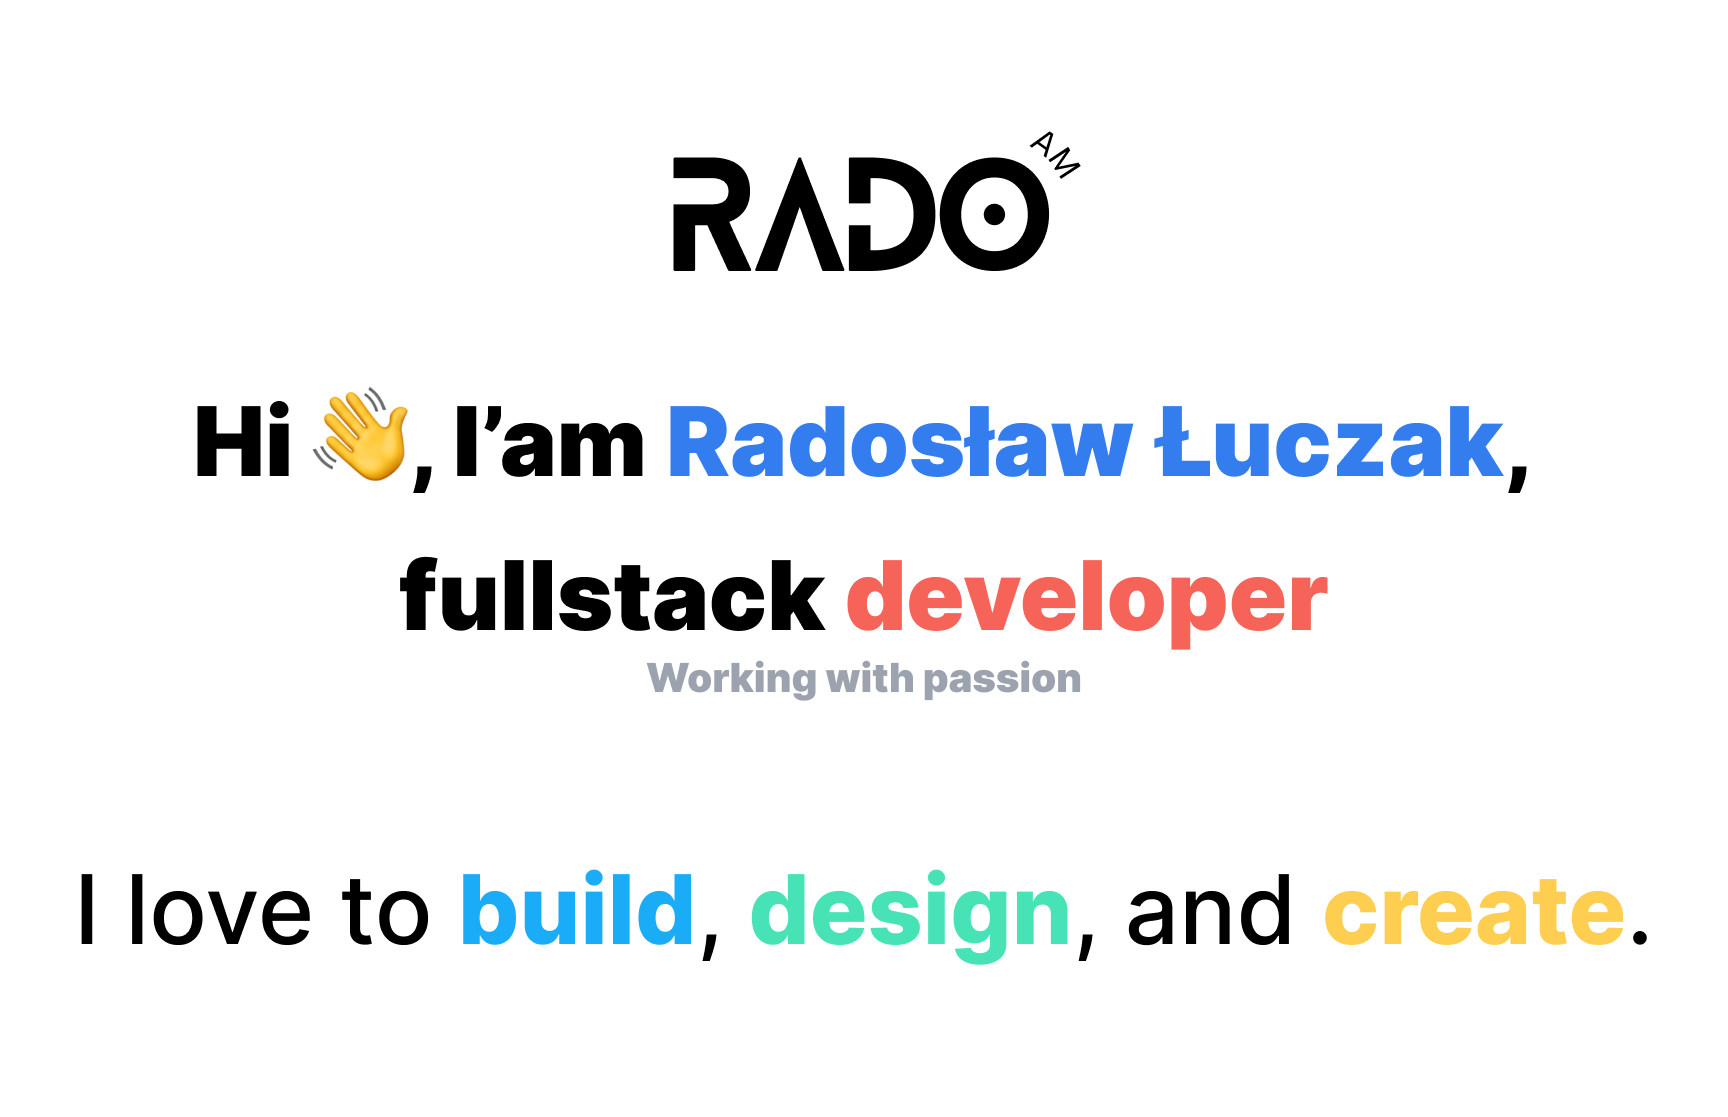 RADO AM
Hi 👋, I’am Radosław Łuczak,
fullstack developer
Working with passion
I love to build, design, and create.